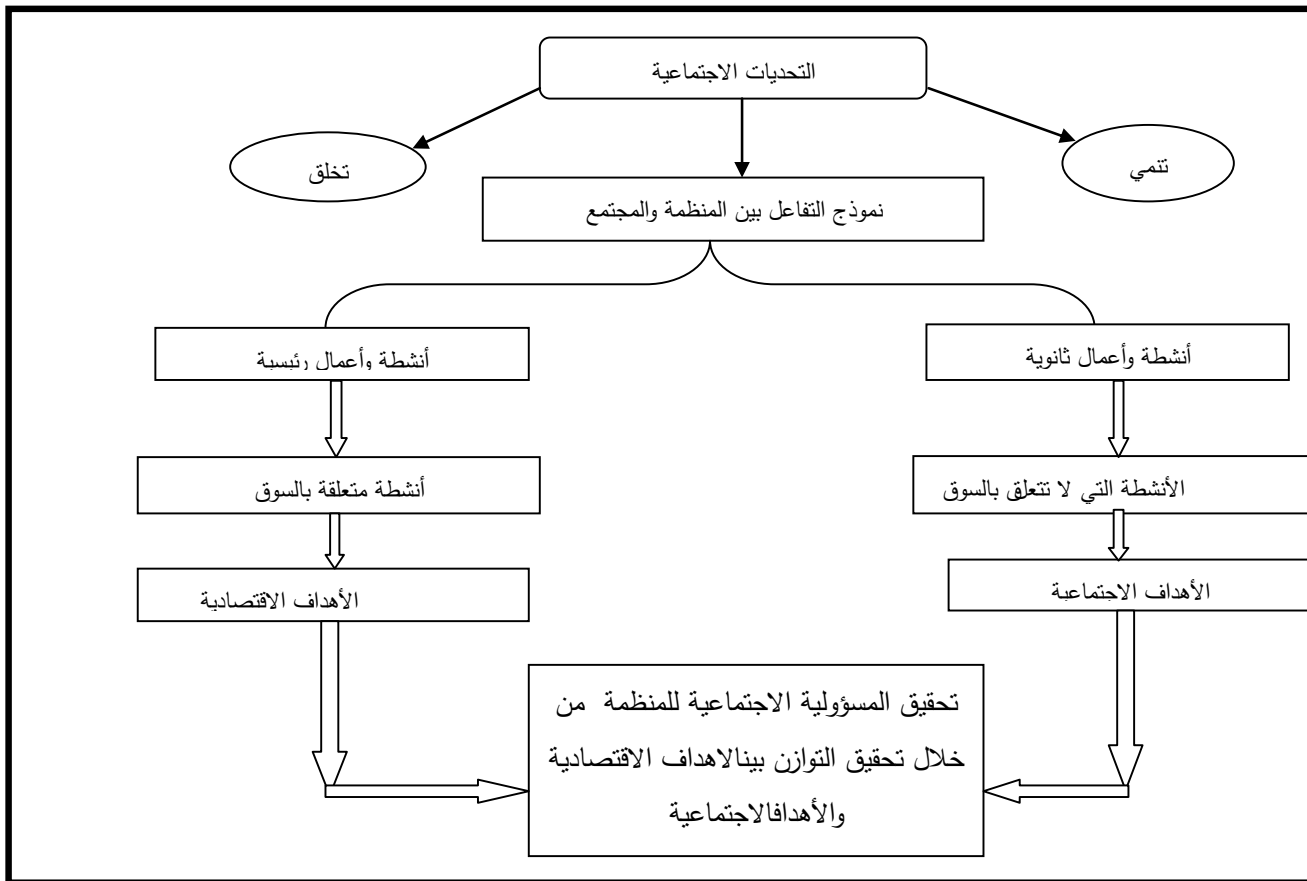 التحديات الاجتماعية
تنمي
تخلق
نموذج التفاعل بين المنظمة والمجتمع
أنشطة وأعمال ثانوية
أنشطة وأعمال رئيسية
الأنشطة التي لا تتعلق بالسوق
أنشطة متعلقة بالسوق
الأهداف الاجتماعية
الأهداف الاقتصادية
تحقيق المسؤولية الاجتماعية للمنظمة من
خلال تحقيق التوازن بينالاهداف الاقتصادية
والأهدافالاجتماعية